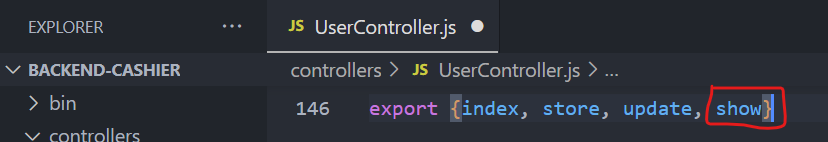 EXPLORER ...
JS UserController.js
BACKEND-CASHIER
controllers > JS UserController.js > ...
> bin
146 export {index, store, update, show}
controllers